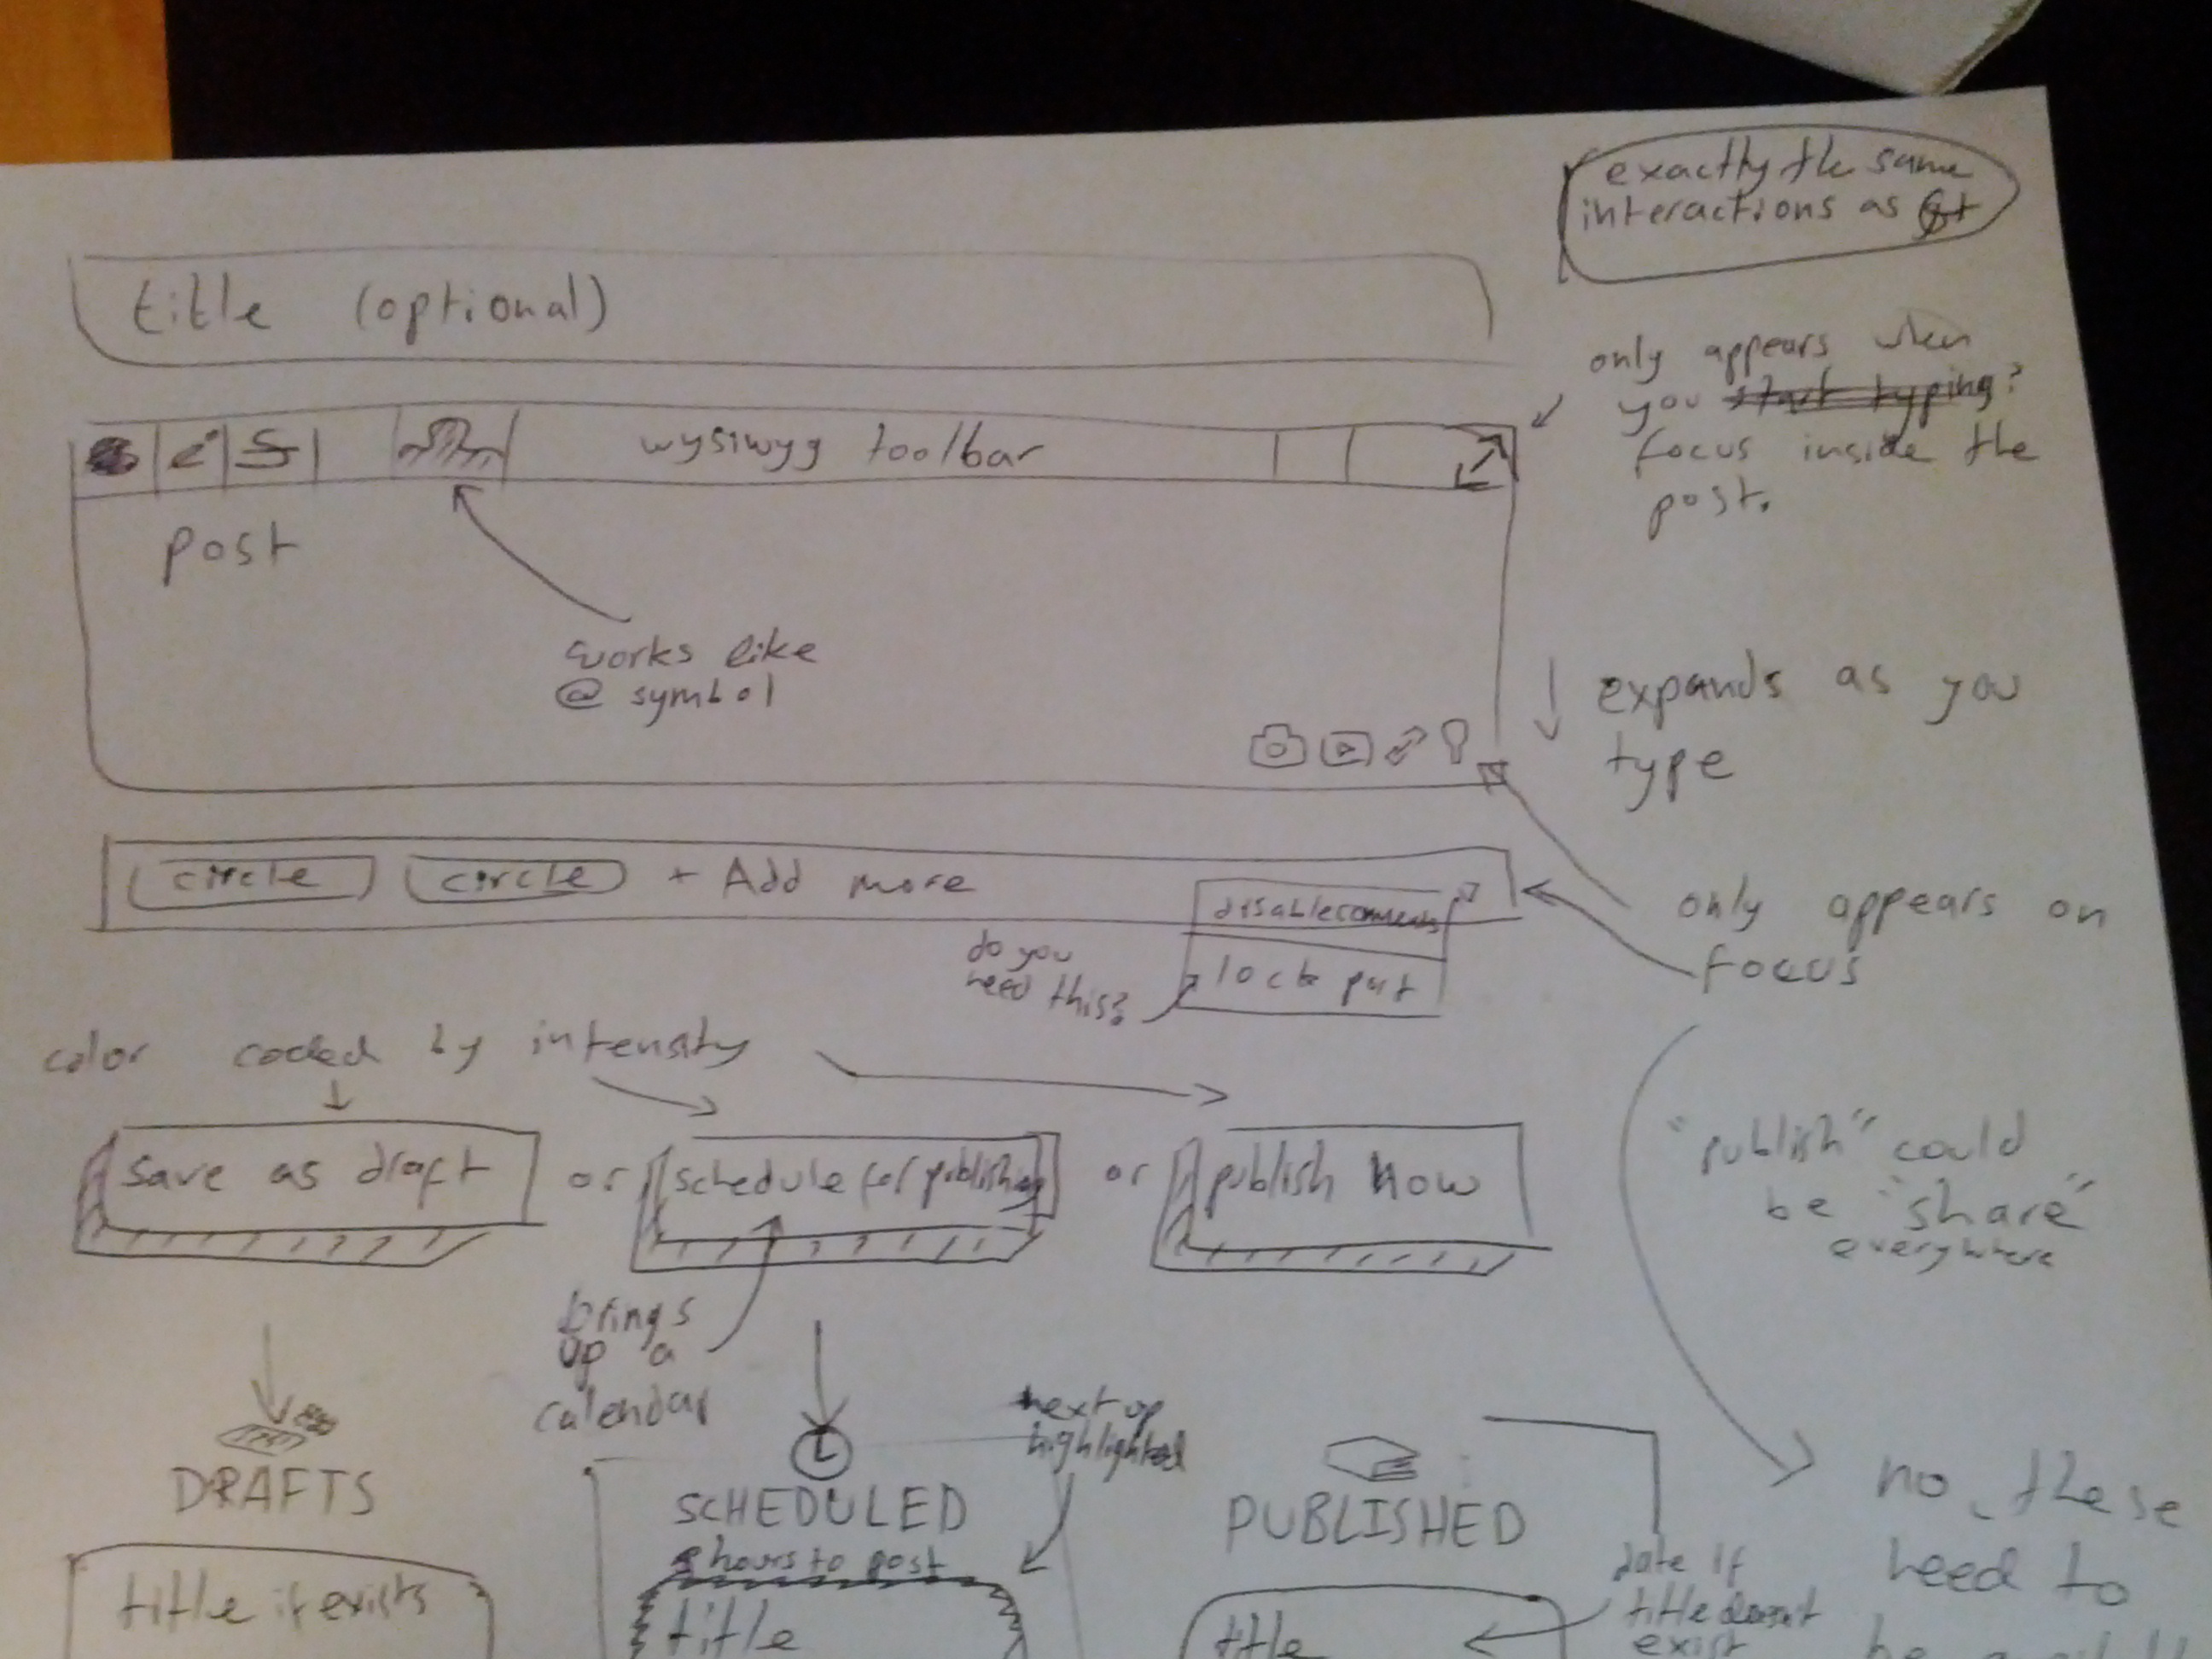 exactly the same
interactions as G+
title (optional)
only appears when
you start typing?
focus inside the
post.
i S
wysiwyg toolbar
post
works like
@ symbol
expands as you
type
circle circle + Add more
disable comments
lock post
do you
need this?
only appears on
focus
color coded by intensity
save as draft or schedule for publishing or publish now
"publish" could
be "share"
everywhere
brings
up a
calendar
next up
highlighted
DRAFTS
SCHEDULED
PUBLISHED
hours to post
title if exists
title
title
date if
title doesnt
exist
no, these
need to
be